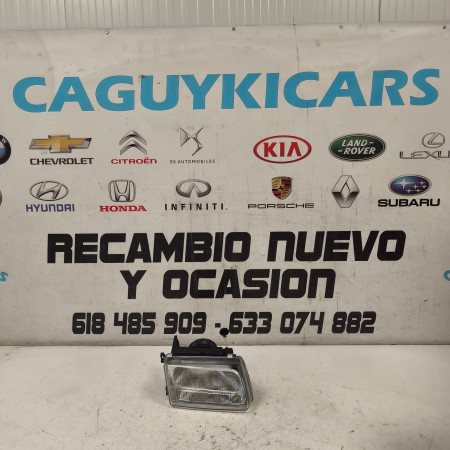 CAGUYKICARS
CHEVROLET
CITROËN
DS AUTOMOBILES
KIA
LAND-
ROVER
LEXUS
HYUNDAI
HONDA
INFINITI
PORSCHE
RENAULT
SUBARU
RECAMBIO NUEVO
Y OCASION
618 485 909 - 633 074 882